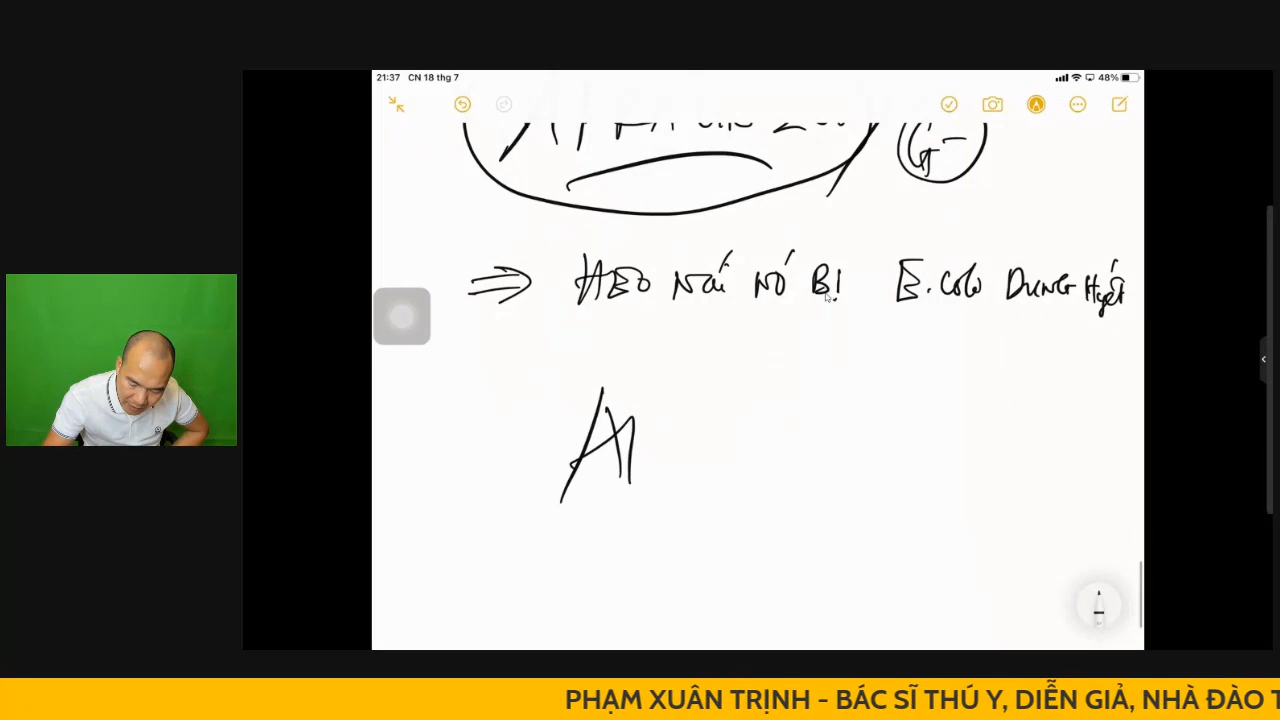 21:37 CN 18 thg 7 48%
G-
⇒ HEO NÁI NÓ BỊ E.coli DUNG Huyết
PHẠM XUÂN TRỊNH - BÁC SĨ THÚ Y, DIỄN GIẢ, NHÀ ĐÀO T